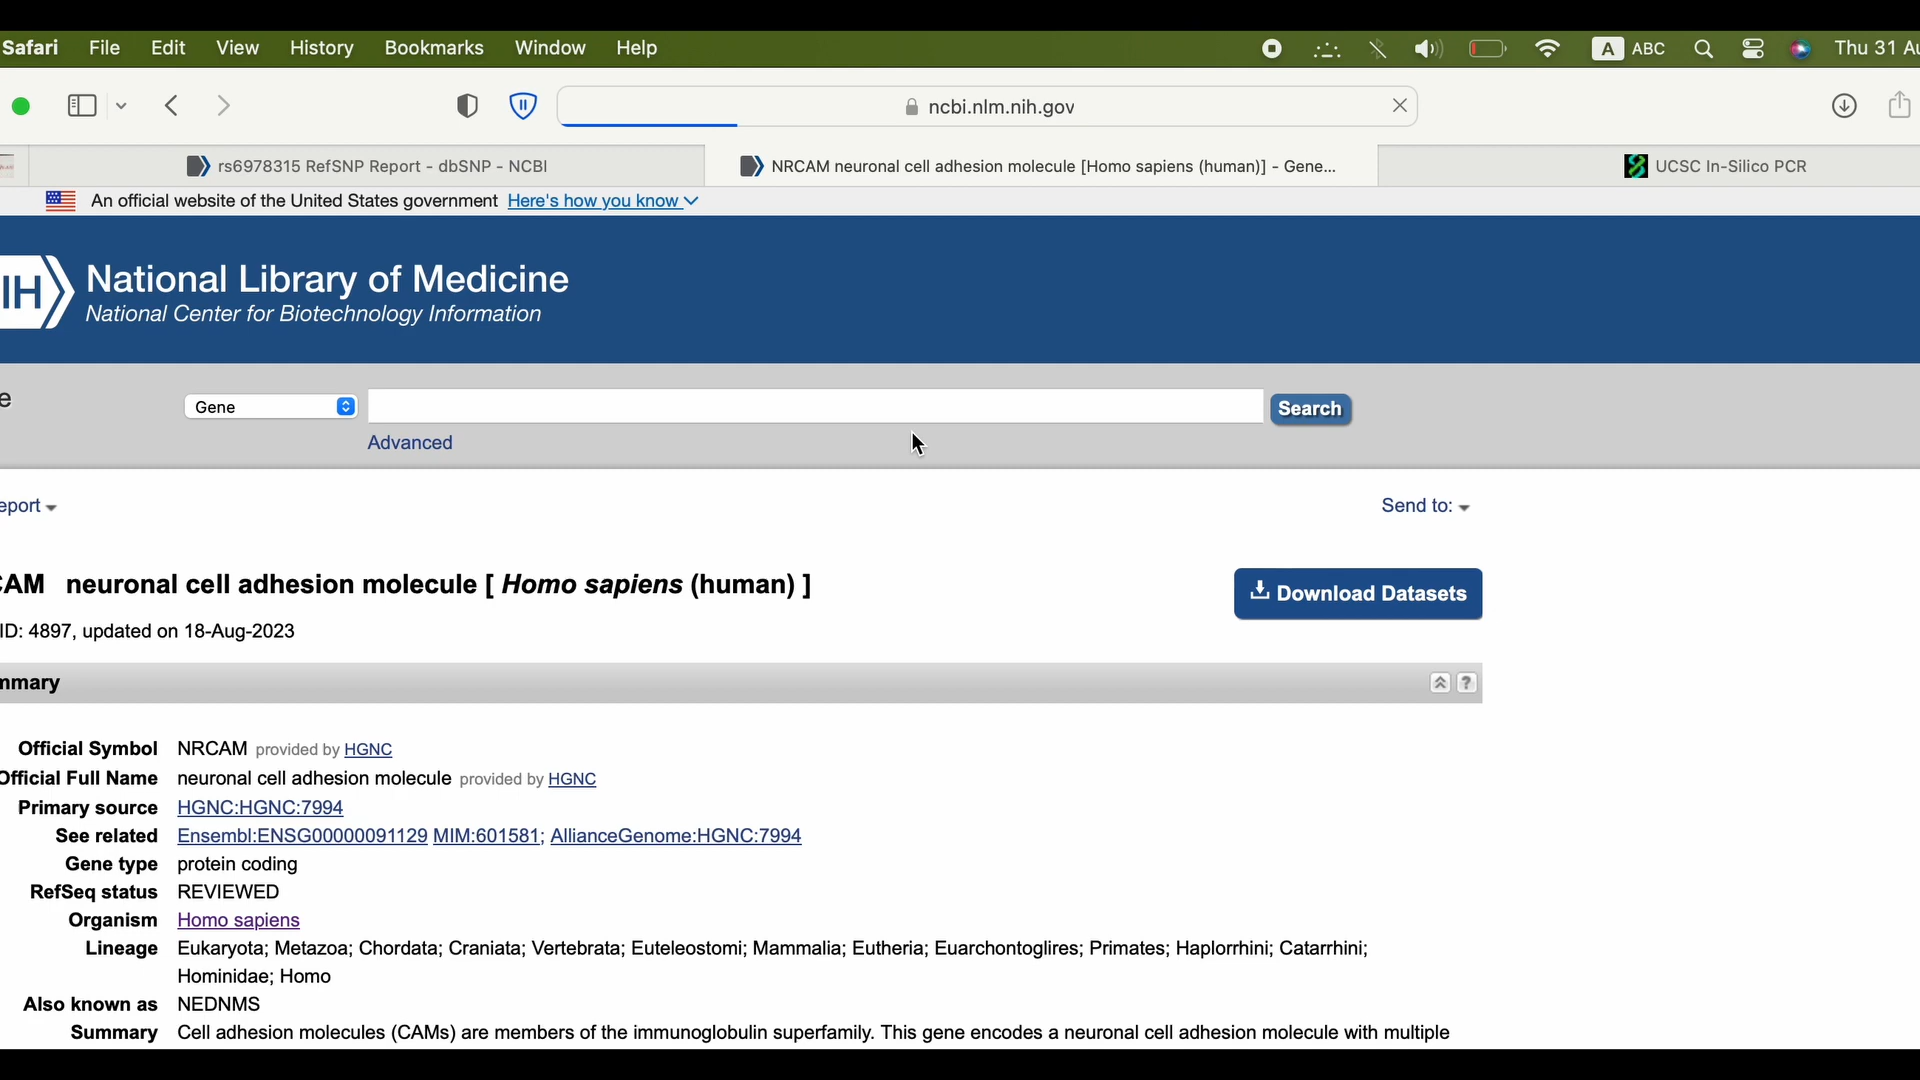 Safari File Edit View History Bookmarks Window Help A ABC Thu 31 Au
ncbi.nlm.nih.gov
rs6978315 RefSNP Report - dbSNP - NCBI NRCAM neuronal cell adhesion molecule [Homo sapiens (human)] - Gene... UCSC In-Silico PCR
An official website of the United States government Here's how you know
IH National Library of Medicine
National Center for Biotechnology Information
e
Gene Search
Advanced
eport Send to:
CAM neuronal cell adhesion molecule [ Homo sapiens (human) ]
Download Datasets
ID: 4897, updated on 18-Aug-2023
mmary ?
Official Symbol NRCAM provided by HGNC
Official Full Name neuronal cell adhesion molecule provided by HGNC
Primary source HGNC:HGNC:7994
See related Ensembl:ENSG00000091129 MIM:601581; AllianceGenome:HGNC:7994
Gene type protein coding
RefSeq status REVIEWED
Organism Homo sapiens
Lineage Eukaryota; Metazoa; Chordata; Craniata; Vertebrata; Euteleostomi; Mammalia; Eutheria; Euarchontoglires; Primates; Haplorrhini; Catarrhini;
Hominidae; Homo
Also known as NEDNMS
Summary Cell adhesion molecules (CAMs) are members of the immunoglobulin superfamily. This gene encodes a neuronal cell adhesion molecule with multiple